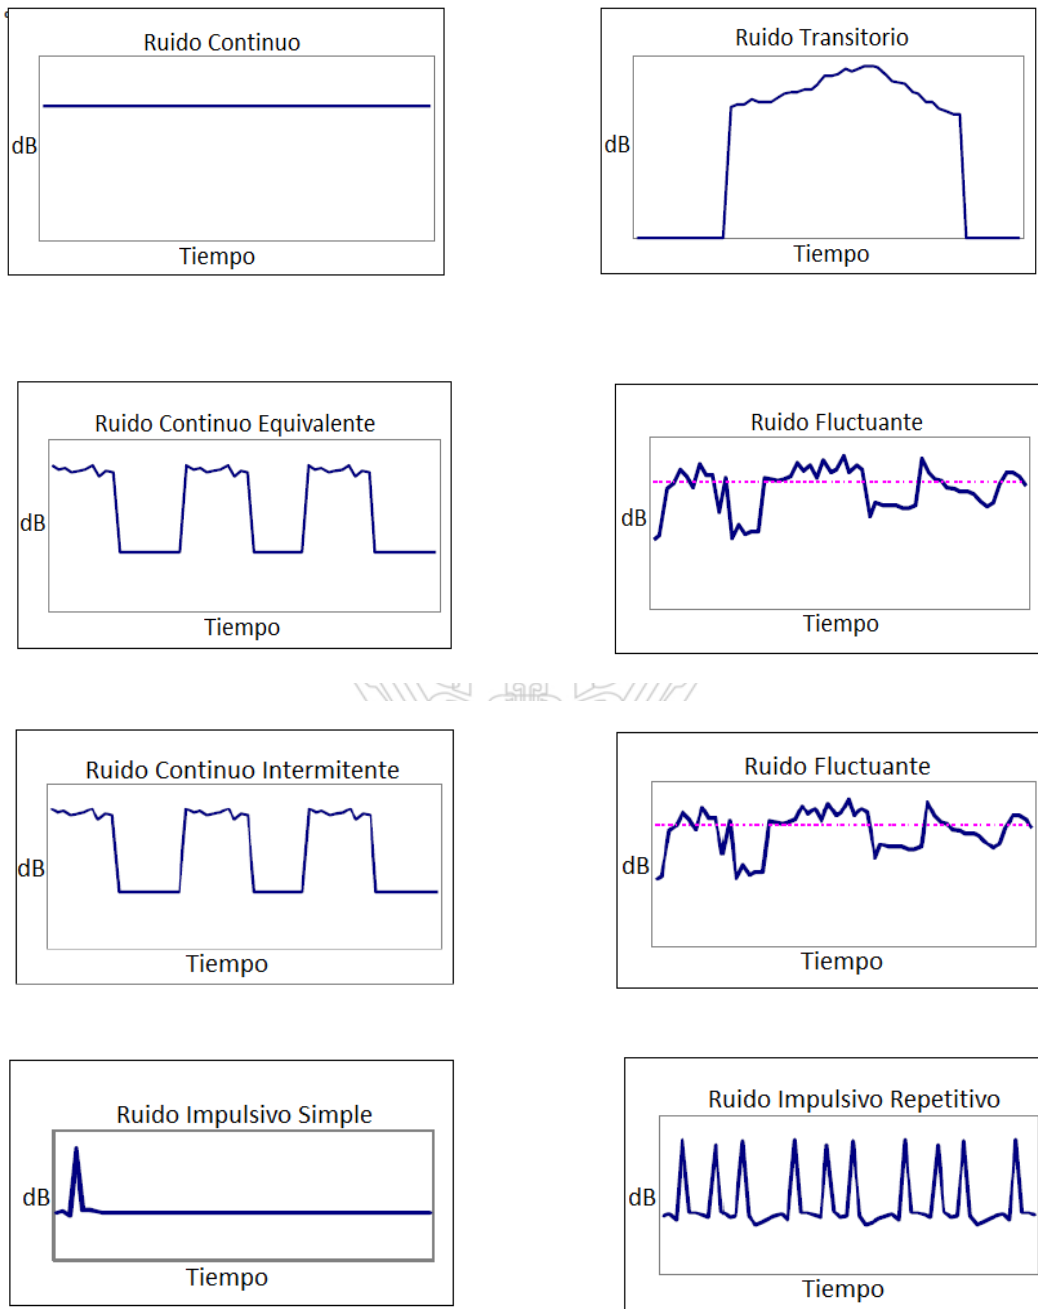 Ruido Continuo
dB
Tiempo
Ruido Transitorio
dB
Tiempo
Ruido Continuo Equivalente
dB
Tiempo
Ruido Fluctuante
dB
Tiempo
Ruido Continuo Intermitente
dB
Tiempo
Ruido Fluctuante
dB
Tiempo
Ruido Impulsivo Simple
dB
Tiempo
Ruido Impulsivo Repetitivo
dB
Tiempo